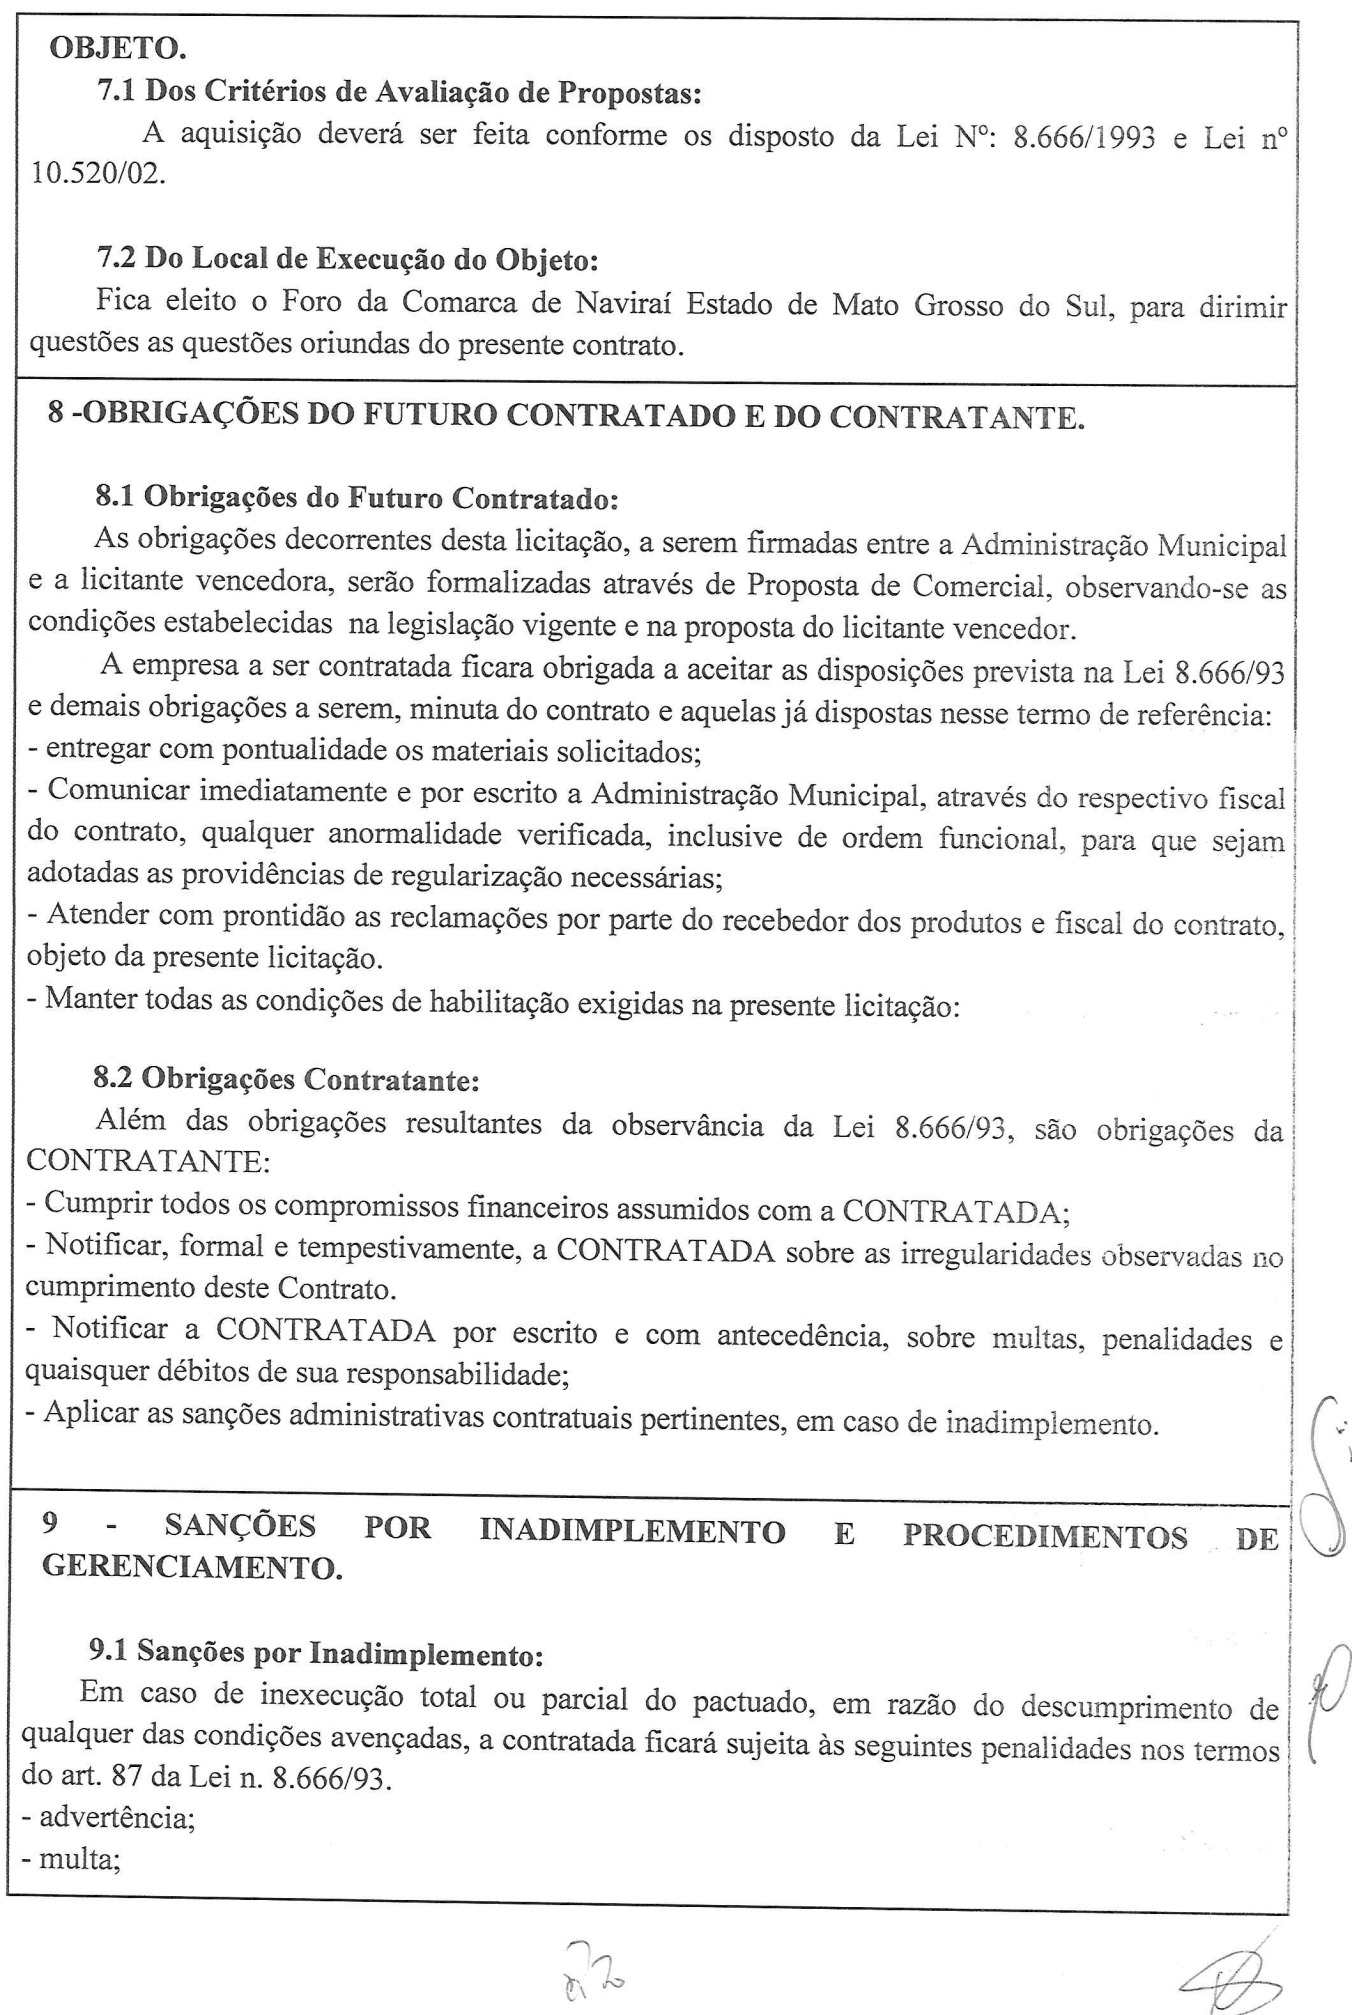 OBJETO.
7.1 Dos Critérios de Avaliação de Propostas:
A aquisição deverá ser feita conforme os disposto da Lei Nº: 8.666/1993 e Lei nº
10.520/02.
7.2 Do Local de Execução do Objeto:
Fica eleito o Foro da Comarca de Naviraí Estado de Mato Grosso do Sul, para dirimir
questões as questões oriundas do presente contrato.
8 -OBRIGAÇÕES DO FUTURO CONTRATADO E DO CONTRATANTE.
8.1 Obrigações do Futuro Contratado:
As obrigações decorrentes desta licitação, a serem firmadas entre a Administração Municipal
e a licitante vencedora, serão formalizadas através de Proposta de Comercial, observando-se as
condições estabelecidas na legislação vigente e na proposta do licitante vencedor.
A empresa a ser contratada ficara obrigada a aceitar as disposições prevista na Lei 8.666/93
e demais obrigações a serem, minuta do contrato e aquelas já dispostas nesse termo de referência:
- entregar com pontualidade os materiais solicitados;
- Comunicar imediatamente e por escrito a Administração Municipal, através do respectivo fiscal
do contrato, qualquer anormalidade verificada, inclusive de ordem funcional, para que sejam
adotadas as providências de regularização necessárias;
- Atender com prontidão as reclamações por parte do recebedor dos produtos e fiscal do contrato,
objeto da presente licitação.
- Manter todas as condições de habilitação exigidas na presente licitação:
8.2 Obrigações Contratante:
Além das obrigações resultantes da observância da Lei 8.666/93, são obrigações da
CONTRATANTE:
- Cumprir todos os compromissos financeiros assumidos com a CONTRATADA;
- Notificar, formal e tempestivamente, a CONTRATADA sobre as irregularidades observadas no
cumprimento deste Contrato.
- Notificar a CONTRATADA por escrito e com antecedência, sobre multas, penalidades e
quaisquer débitos de sua responsabilidade;
- Aplicar as sanções administrativas contratuais pertinentes, em caso de inadimplemento.
9 - SANÇÕES POR INADIMPLEMENTO E PROCEDIMENTOS DE
GERENCIAMENTO.
9.1 Sanções por Inadimplemento:
Em caso de inexecução total ou parcial do pactuado, em razão do descumprimento de
qualquer das condições avençadas, a contratada ficará sujeita às seguintes penalidades nos termos
do art. 87 da Lei n. 8.666/93.
- advertência;
- multa;